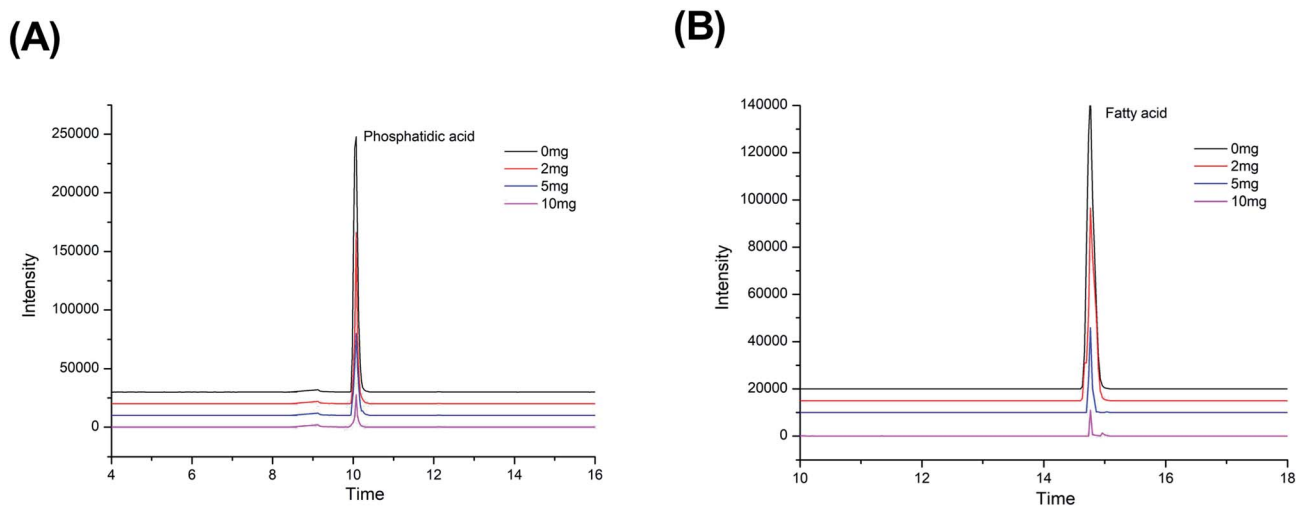 (A)
Intensity
250000
200000
150000
100000
50000
0
Phosphatidic acid
0mg
2mg
5mg
10mg
4 6 8 10 12 14 16
Time
(B)
Intensity
140000
120000
100000
80000
60000
40000
20000
0
Fatty acid
0mg
2mg
5mg
10mg
10 12 14 16 18
Time